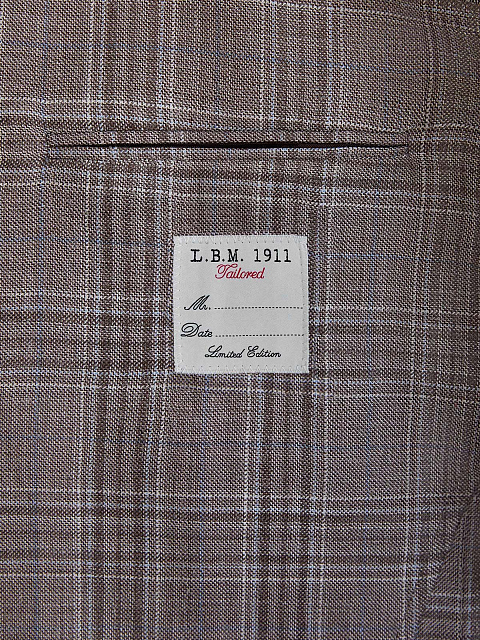 L.B.M. 1911
Tailored
Mr. ........................
Date ........................
Limited Edition